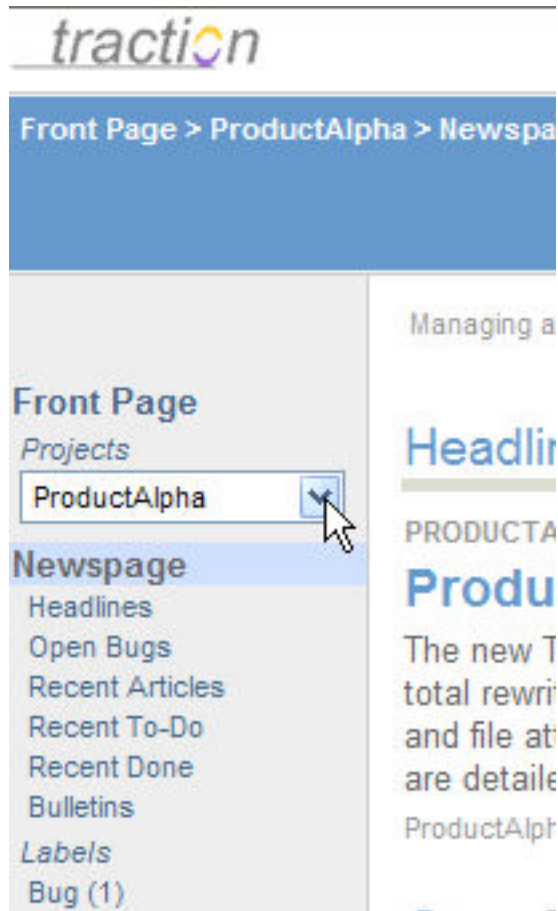 traction
Front Page > ProductAlpha > Newspa
Managing a
Front Page
Projects
ProductAlpha
Newspage
Headlines
Open Bugs
Recent Articles
Recent To-Do
Recent Done
Bulletins
Labels
Bug (1)
Headlin
PRODUCTA
Produ
The new T
total rewri
and file at
are detaile
ProductAlph